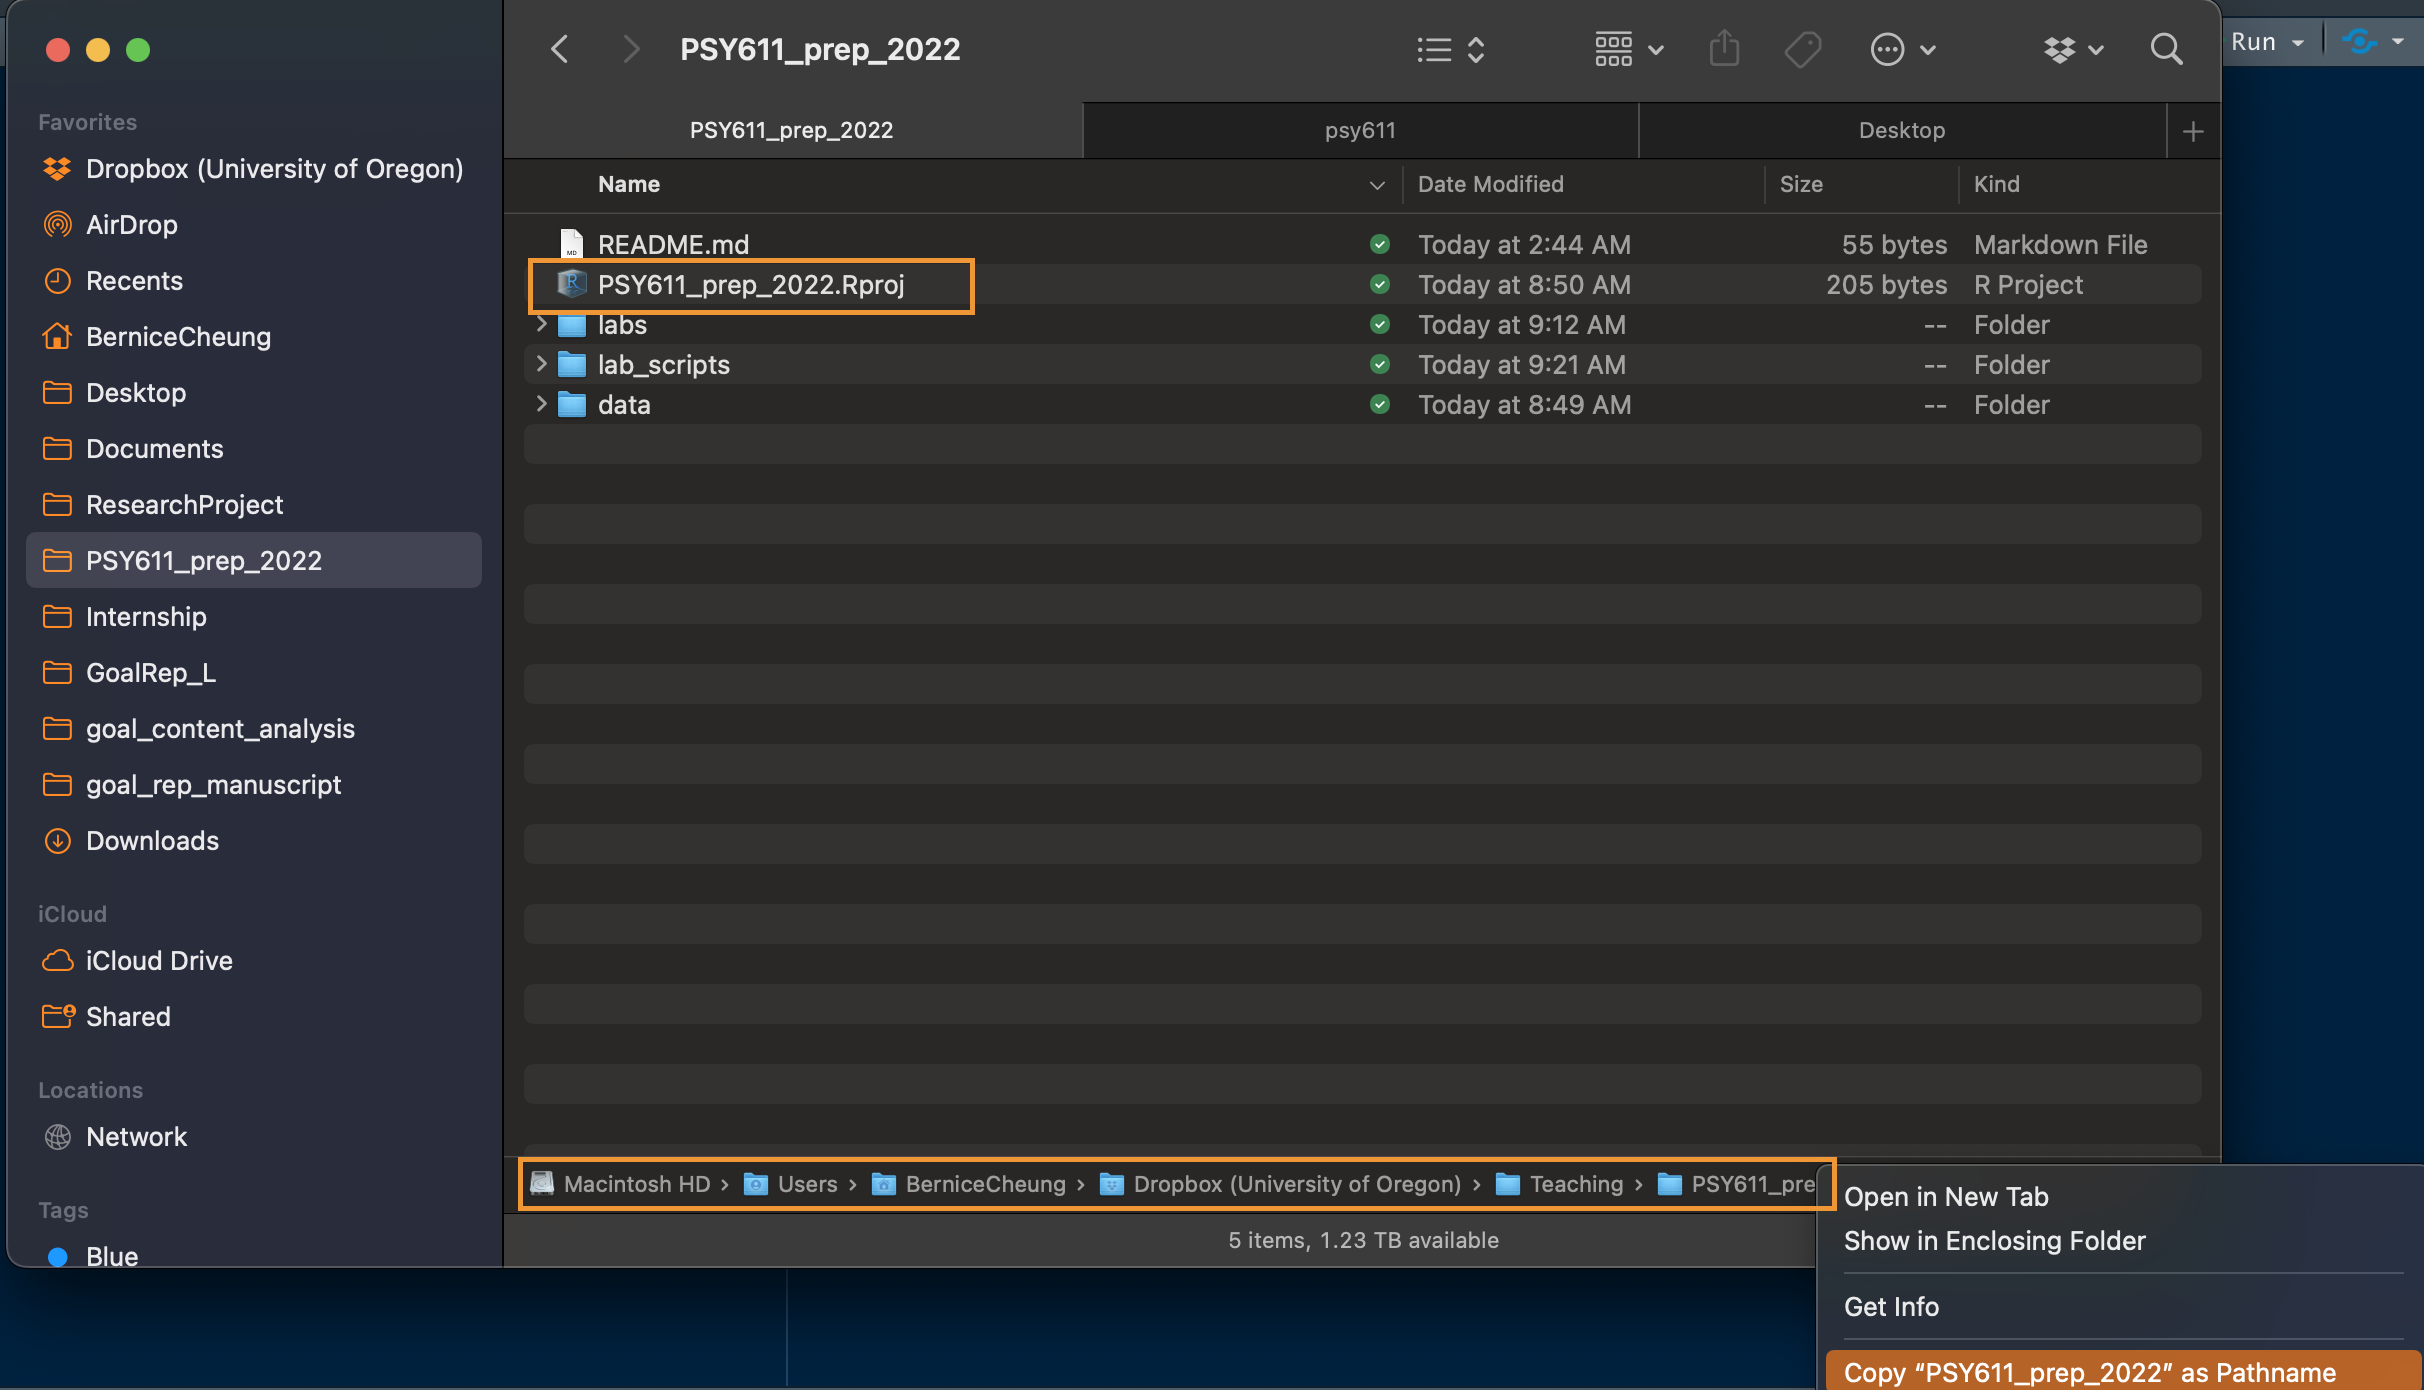 PSY611_prep_2022
Run
Favorites
Dropbox (University of Oregon)
AirDrop
Recents
BerniceCheung
Desktop
Documents
ResearchProject
PSY611_prep_2022
Internship
GoalRep_L
goal_content_analysis
goal_rep_manuscript
Downloads
iCloud
iCloud Drive
Shared
Locations
Network
Tags
Blue
PSY611_prep_2022 psy611 Desktop
Name Date Modified Size Kind
README.md Today at 2:44 AM 55 bytes Markdown File
PSY611_prep_2022.Rproj Today at 8:50 AM 205 bytes R Project
labs Today at 9:12 AM -- Folder
lab_scripts Today at 9:21 AM -- Folder
data Today at 8:49 AM -- Folder
Macintosh HD › Users › BerniceCheung › Dropbox (University of Oregon) › Teaching › PSY611_pre
5 items, 1.23 TB available
Open in New Tab
Show in Enclosing Folder
Get Info
Copy “PSY611_prep_2022” as Pathname